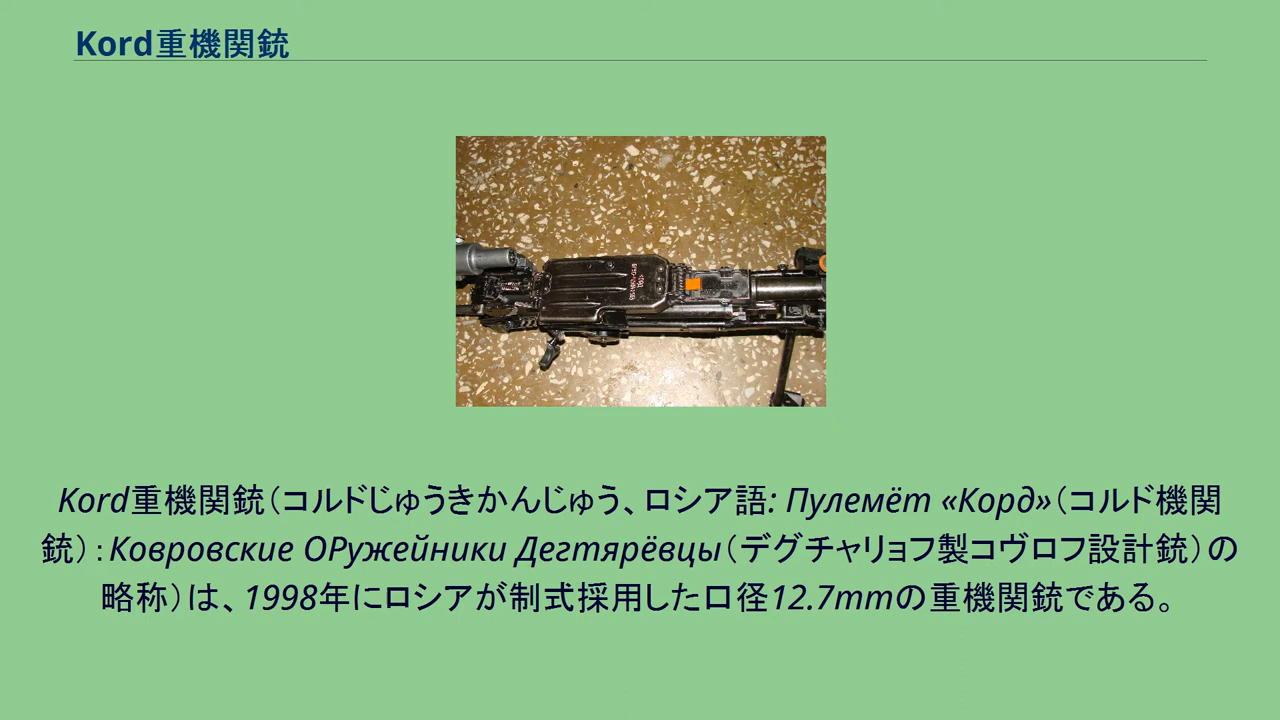 Kord重機関銃
Kord重機関銃（コルドじゅうきかんじゅう、ロシア語: Пулемёт «Корд»（コルド機関
銃）: Ковровские ОРужейники Дегтярёвцы（デグチャリョフ製コヴロフ設計銃）の
略称）は、1998年にロシアが制式採用した口径12.7mmの重機関銃である。